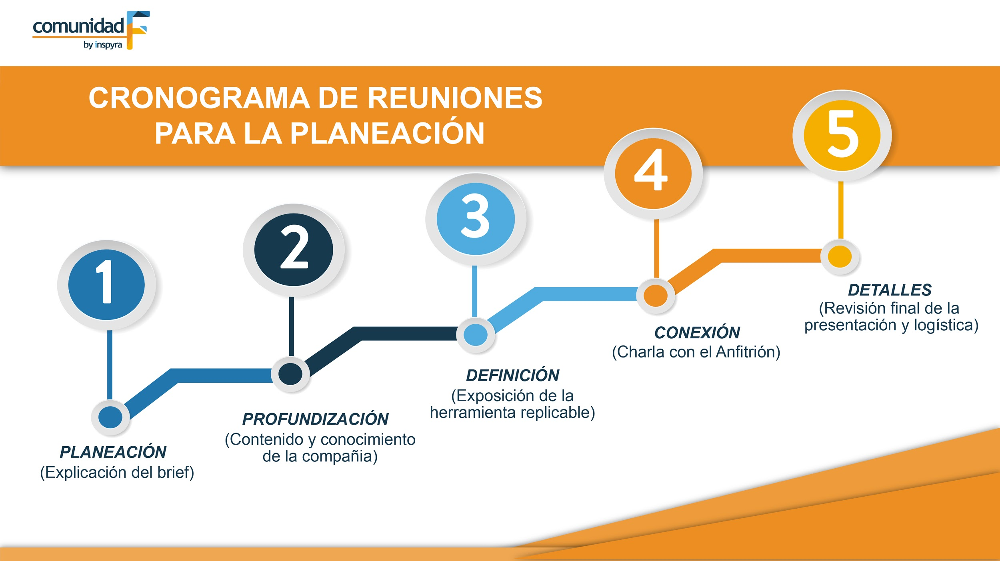 comunidad
by inspyra
CRONOGRAMA DE REUNIONES
PARA LA PLANEACIÓN
1
PLANEACIÓN
(Explicación del brief)
2
PROFUNDIZACIÓN
(Contenido y conocimiento
de la compañia)
3
DEFINICIÓN
(Exposición de la
herramienta replicable)
4
CONEXIÓN
(Charla con el Anfitrión)
5
DETALLES
(Revisión final de la
presentación y logística)